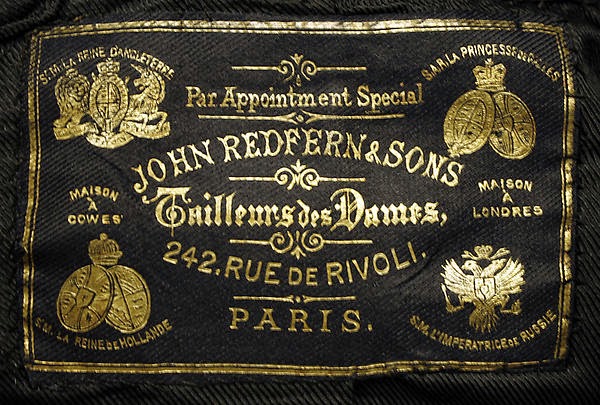 S.M. LA REINE D'ANGLETERRE
S.A.R. LA PRINCESSE DE GALLES
Par Appointment Special
JOHN REDFERN & SONS
MAISON
À
COWES
Tailleurs des Dames,
MAISON
À
LONDRES
242. RUE DE RIVOLI.
PARIS.
S.M. LA REINE DE HOLLANDE
S.M. L'IMPERATRICE DE RUSSIE